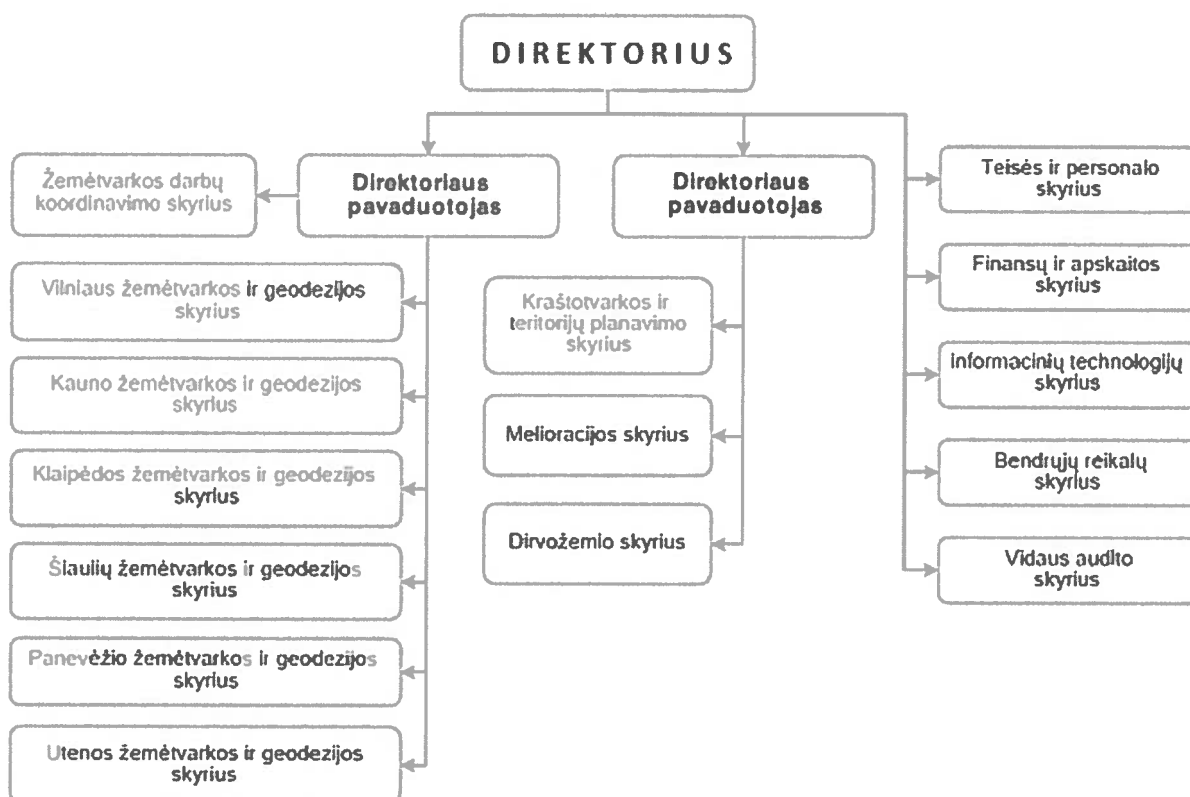 DIREKTORIUS
Žemėtvarkos darbų
koordinavimo skyrius
Direktoriaus
pavaduotojas
Direktoriaus
pavaduotojas
Teisės ir personalo
skyrius
Vilniaus žemėtvarkos ir geodezijos
skyrius
Kauno žemėtvarkos ir geodezijos
skyrius
Klaipėdos žemėtvarkos ir geodezijos
skyrius
Šiaulių žemėtvarkos ir geodezijos
skyrius
Panevėžio žemėtvarkos ir geodezijos
skyrius
Utenos žemėtvarkos ir geodezijos
skyrius
Kraštotvarkos ir
teritorijų planavimo
skyrius
Melioracijos skyrius
Dirvožemio skyrius
Finansų ir apskaitos
skyrius
Informacinių technologijų
skyrius
Bendrųjų reikalų
skyrius
Vidaus audito
skyrius